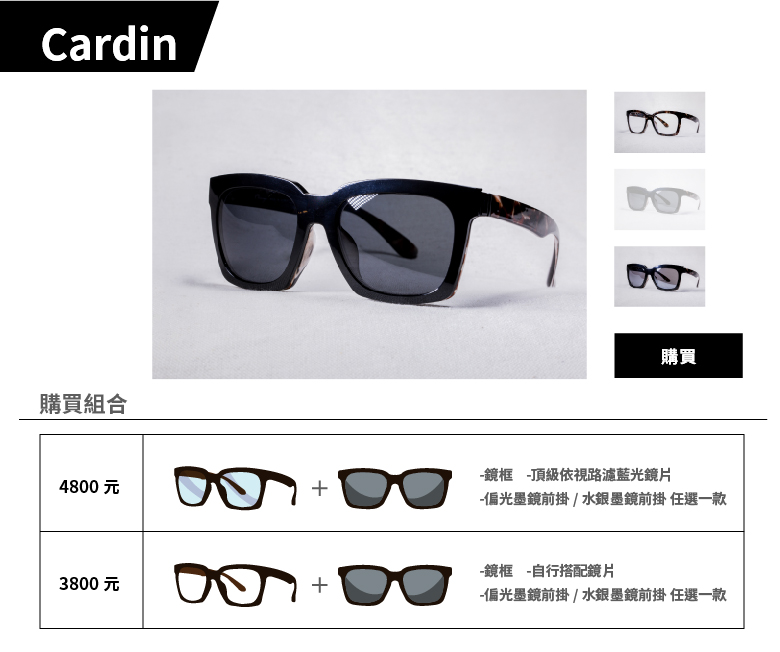 Cardin
購買
購買組合
4800 元
-鏡框 -頂級依視路濾藍光鏡片
-偏光墨鏡前掛 / 水銀墨鏡前掛 任選一款
3800 元
-鏡框 -自行搭配鏡片
-偏光墨鏡前掛 / 水銀墨鏡前掛 任選一款